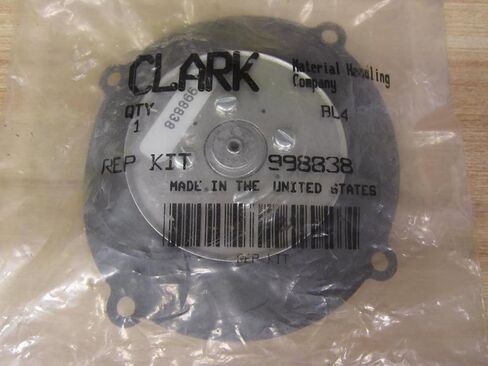 CLARK
Material Handling
Company
QTY
1
BL4
998838
REP KIT
998838
MADE IN THE UNITED STATES
REP KIT